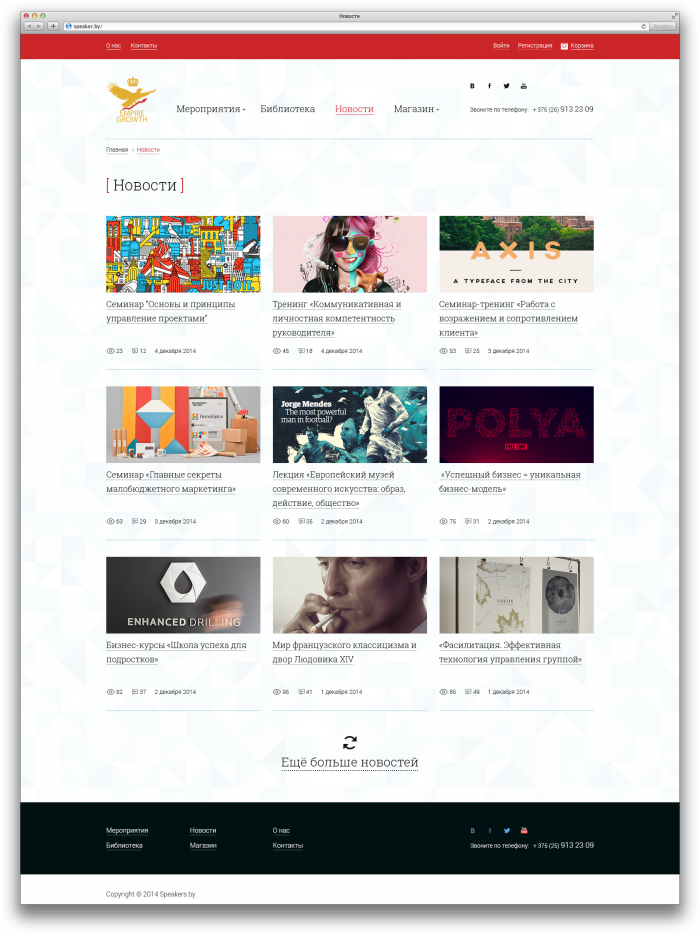 Новости
speaker.by/
Reader
О нас Контакты Войти Регистрация Корзина
EMPIRE
GROWTH
Мероприятия Библиотека Новости Магазин
Звоните по телефону: + 375 (25) 913 23 09
Главная Новости
[ Новости ]
JUST DO IT.
AXIS
A TYPEFACE FROM THE CITY
Семинар "Основы и принципы
управление проектами"
23 12 4 декабря 2014
Тренинг «Коммуникативная и
личностная компетентность
руководителя»
45 18 4 декабря 2014
Семинар-тренинг «Работа с
возражением и сопротивлением
клиента»
53 25 3 декабря 2014
Jorge Mendes
The most powerful
man in football?
POLYA
Семинар «Главные секреты
малобюджетного маркетинга»
63 29 3 декабря 2014
Лекция «Европейский музей
современного искусства: образ,
действие, общество»
60 35 2 декабря 2014
«Успешный бизнес = уникальная
бизнес-модель»
75 31 2 декабря 2014
ENHANCED DRILLING
Бизнес-курсы «Школа успеха для
подростков»
82 37 2 декабря 2014
Мир французского классицизма и
двор Людовика XIV
95 41 1 декабря 2014
«Фасилитация. Эффективная
технология управления группой»
85 49 1 декабря 2014
Ещё больше новостей
Мероприятия Новости О нас
Библиотека Магазин Контакты
Звоните по телефону: + 375 (25) 913 23 09
Copyright © 2014 Speakers.by